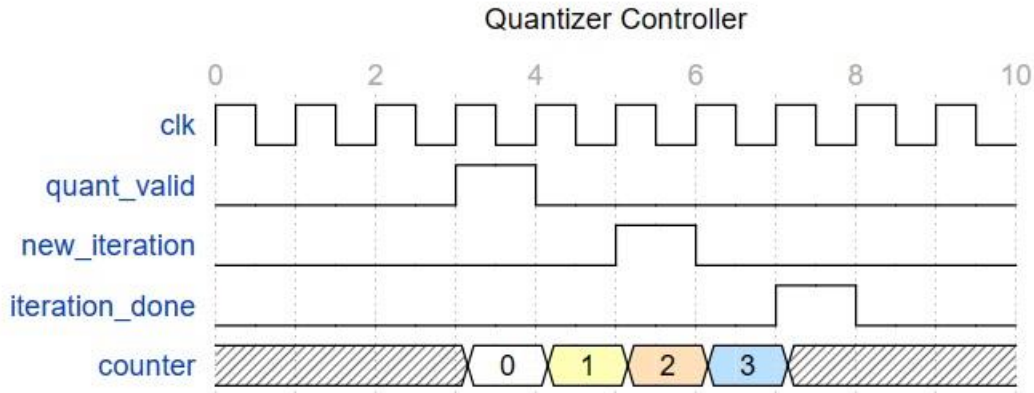 Quantizer Controller
0 2 4 6 8 10
clk
quant_valid
new_iteration
iteration_done
counter 0 1 2 3